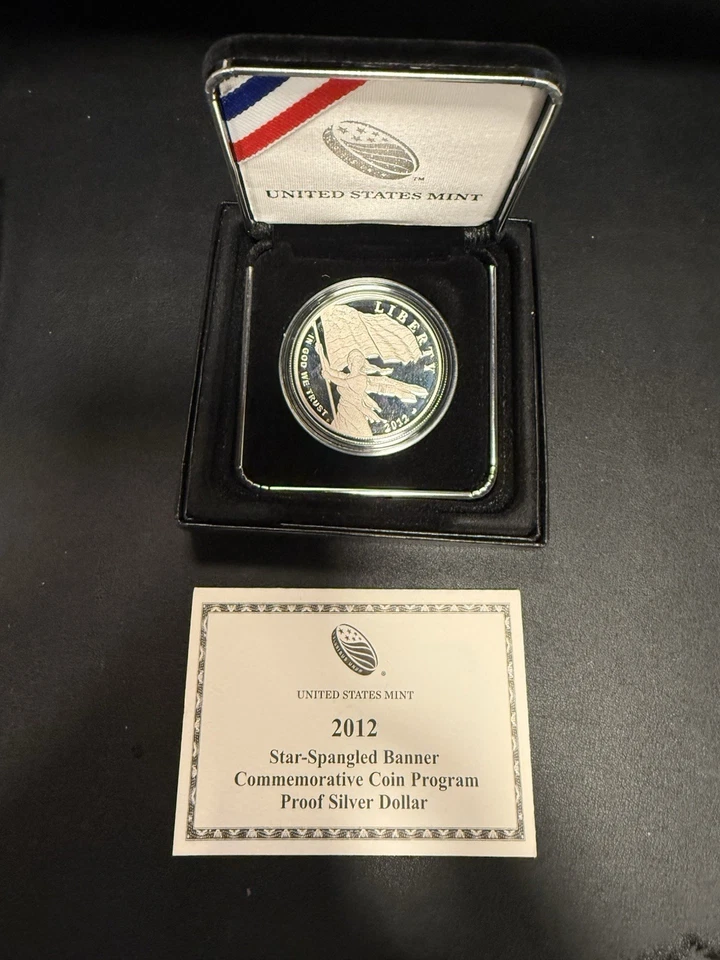 ™
UNITED STATES MINT
LIBERTY
IN GOD WE TRUST
2012
®
UNITED STATES MINT
2012
Star-Spangled Banner
Commemorative Coin Program
Proof Silver Dollar